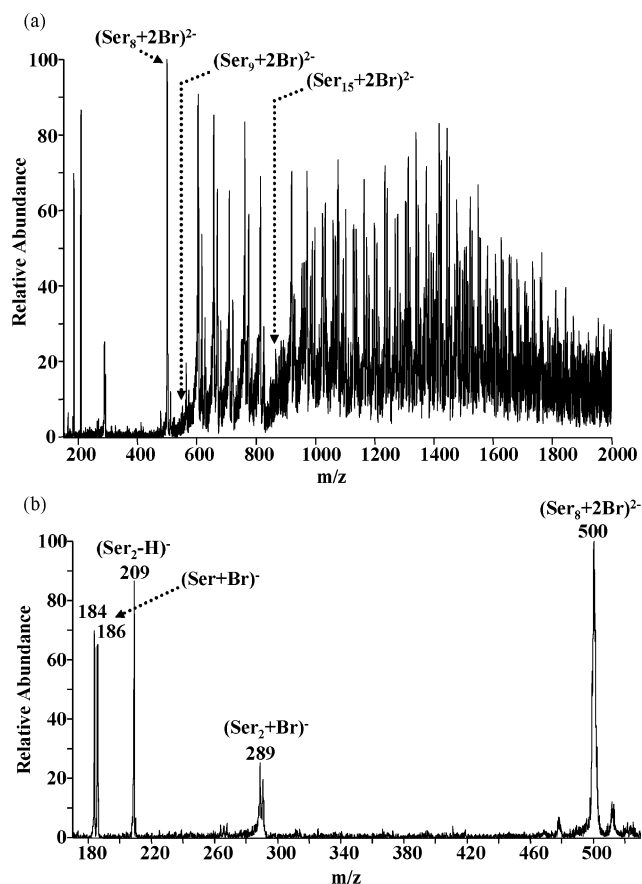 (a)
(Ser₈+2Br)²⁻
(Ser₉+2Br)²⁻
(Ser₁₅+2Br)²⁻
100
80
60
40
20
0
Relative Abundance
200 400 600 800 1000 1200 1400 1600 1800 2000
m/z
(b)
(Ser₈+2Br)²⁻
500
(Ser₂-H)⁻
209
(Ser+Br)⁻
184
186
(Ser₂+Br)⁻
289
100
80
60
40
20
0
Relative Abundance
180 220 260 300 340 380 420 460 500
m/z